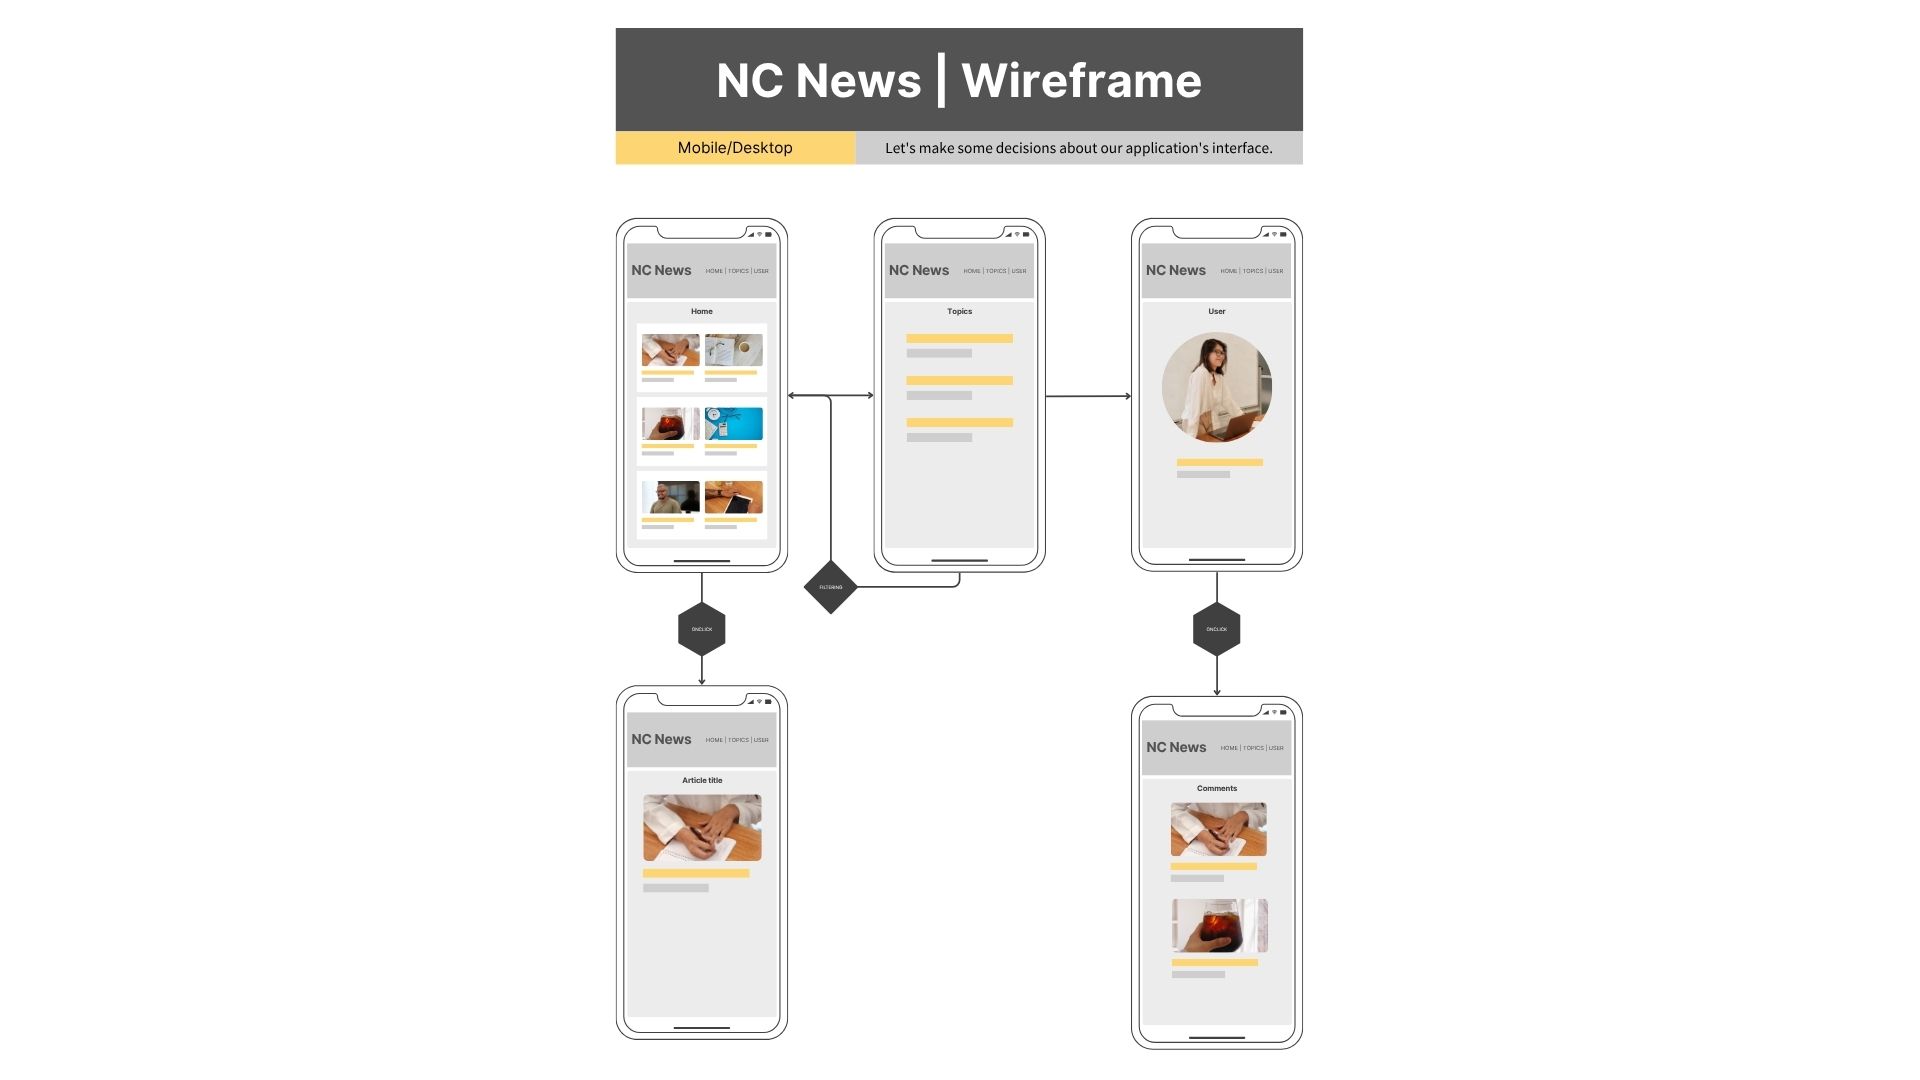 NC News | Wireframe
Mobile/Desktop
Let's make some decisions about our application's interface.
NC News
HOME | TOPICS | USER
Home
NC News
HOME | TOPICS | USER
Topics
NC News
HOME | TOPICS | USER
User
FILTERING
ONCLICK
ONCLICK
NC News
HOME | TOPICS | USER
Article title
NC News
HOME | TOPICS | USER
Comments